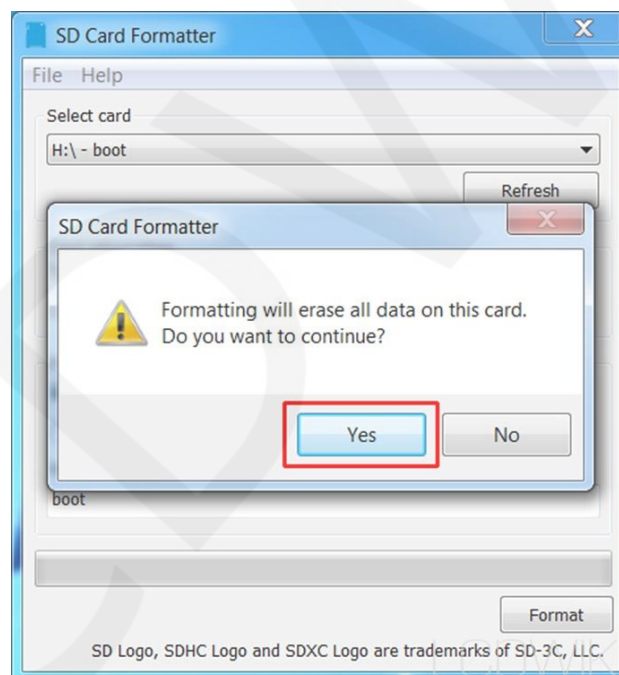 SD Card Formatter
File Help
Select card
H:\ - boot
Refresh
SD Card Formatter
Formatting will erase all data on this card.
Do you want to continue?
Yes No
boot
Format
SD Logo, SDHC Logo and SDXC Logo are trademarks of SD-3C, LLC.